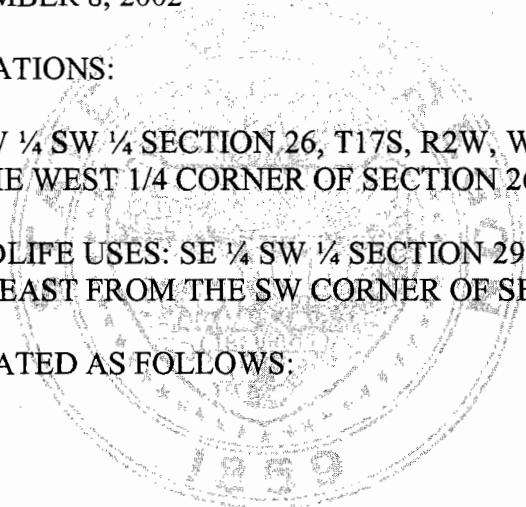 MBER 8, 2002
ATIONS:
¼ SW ¼ SECTION 26, T17S, R2W, W
HE WEST 1/4 CORNER OF SECTION 26
DLIFE USES: SE ¼ SW ¼ SECTION 29
EAST FROM THE SW CORNER OF SE
ATED AS FOLLOWS:
1859